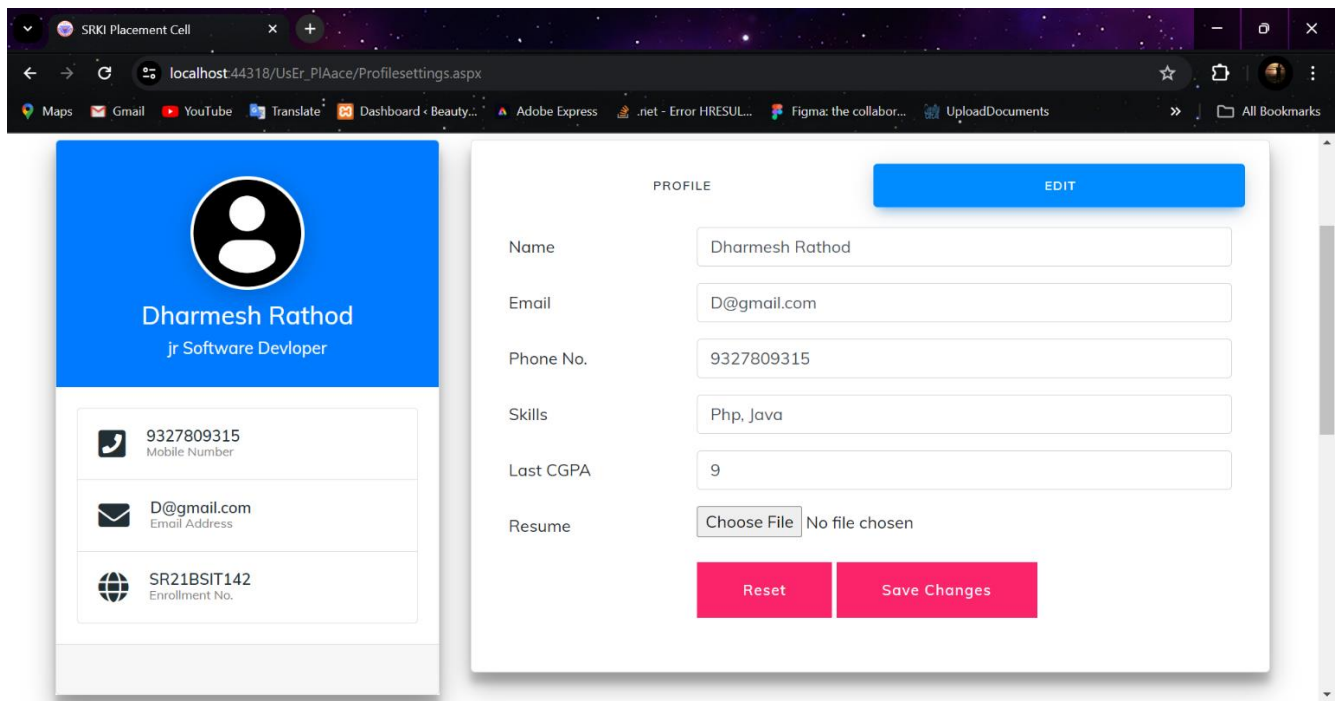 SRKI Placement Cell
localhost:44318/UsEr_PlAace/Profilesettings.aspx
Maps Gmail YouTube Translate Dashboard ‹ Beauty... Adobe Express .net - Error HRESUL... Figma: the collabor... UploadDocuments » All Bookmarks
Dharmesh Rathod
jr Software Devloper
9327809315
Mobile Number
D@gmail.com
Email Address
SR21BSIT142
Enrollment No.
PROFILE EDIT
Name Dharmesh Rathod
Email D@gmail.com
Phone No. 9327809315
Skills Php, Java
Last CGPA 9
Resume Choose File No file chosen
Reset Save Changes